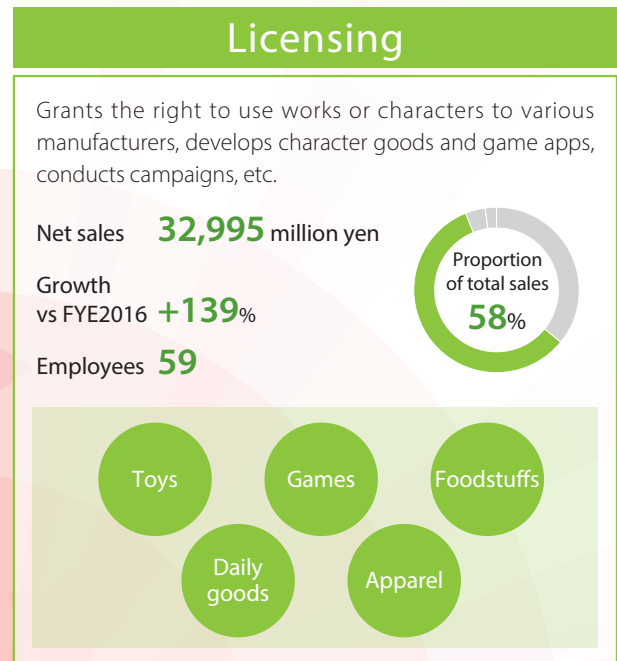 Licensing
Grants the right to use works or characters to various
manufacturers, develops character goods and game apps,
conducts campaigns, etc.
Net sales 32,995 million yen
Growth
vs FYE2016 +139%
Employees 59
Proportion
of total sales
58%
Toys
Games
Foodstuffs
Daily
goods
Apparel